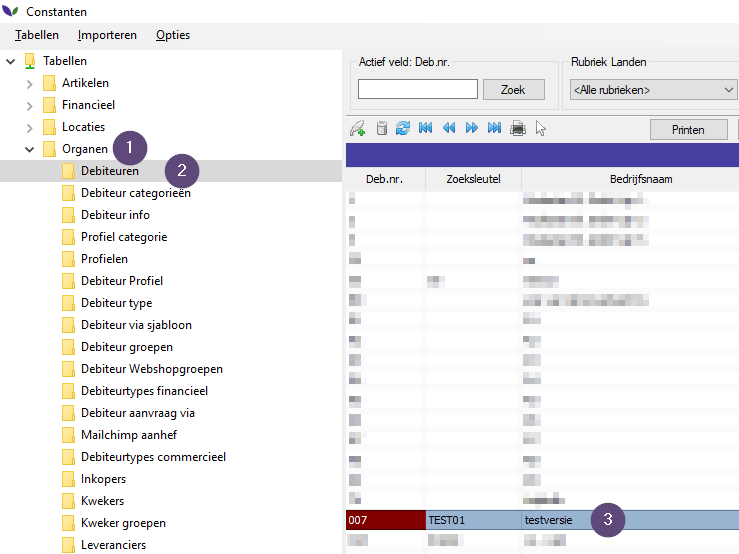 Constanten
Tabellen Importeren Opties
Tabellen
Artikelen
Financieel
Locaties
Organen 1
Debiteuren 2
Debiteur categorieën
Debiteur info
Profiel categorie
Profielen
Debiteur Profiel
Debiteur type
Debiteur via sjabloon
Debiteur groepen
Debiteur Webshopgroepen
Debiteurtypes financieel
Debiteur aanvraag via
Mailchimp aanhef
Debiteurtypes commercieel
Inkopers
Kwekers
Kweker groepen
Leveranciers
Actief veld: Deb.nr.
Zoek
Rubriek Landen
<Alle rubrieken>
Printen
Deb.nr. Zoeksleutel Bedrijfsnaam
007 TEST01 testversie 3